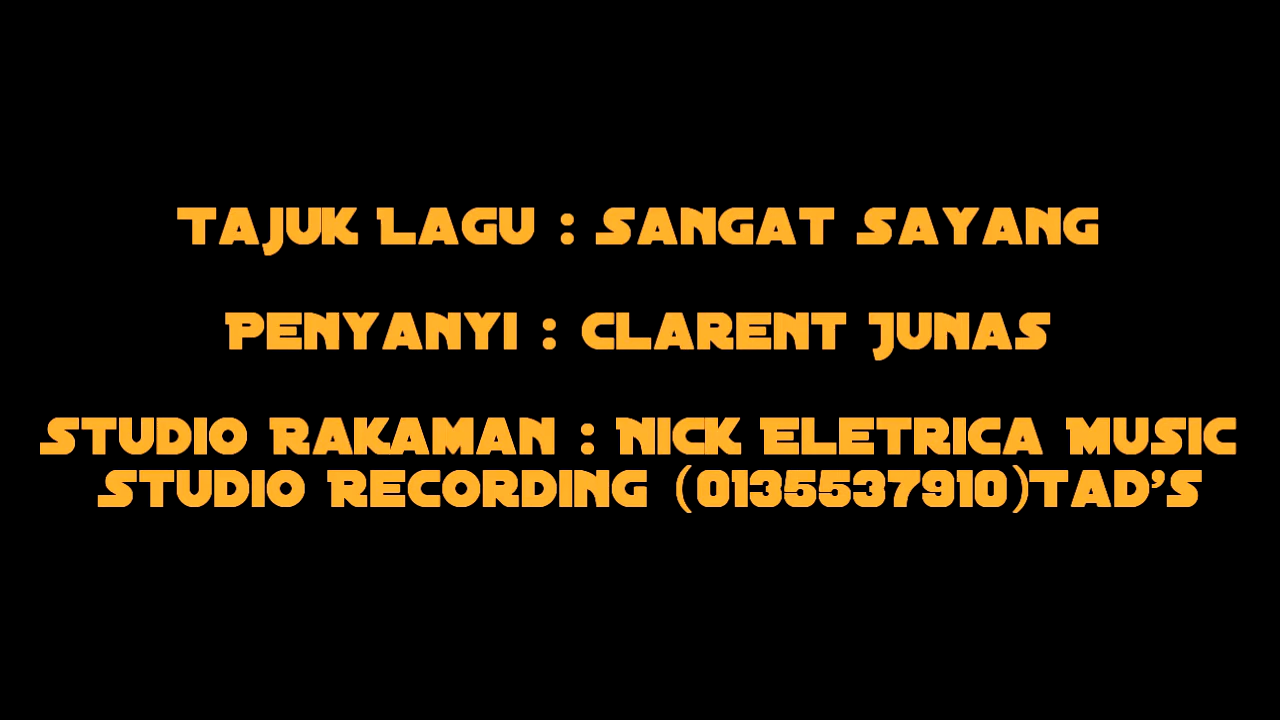 Tajuk Lagu : Sangat Sayang
Penyanyi : Clarent Junas
Studio Rakaman : Nick Eletrica Music
Studio Recording (0135537910)Tad's